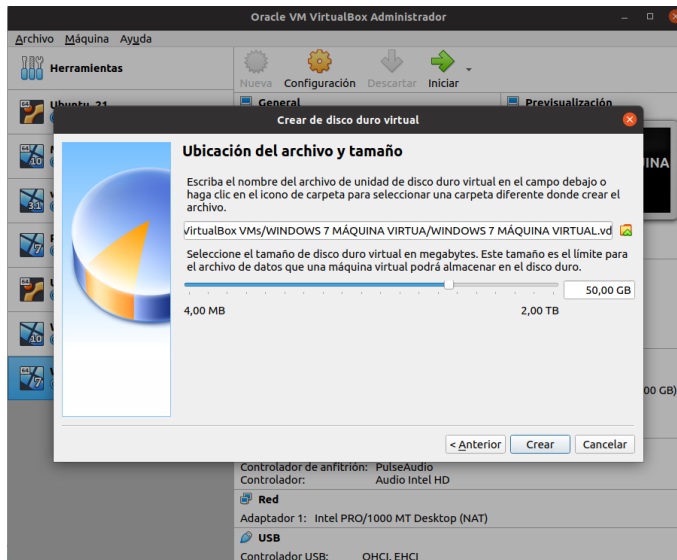 Oracle VM VirtualBox Administrador
Archivo Máquina Ayuda
Herramientas
Nueva Configuración Descartar Iniciar
Ubuntu 21
General
Previsualización
Crear de disco duro virtual
Ubicación del archivo y tamaño
Escriba el nombre del archivo de unidad de disco duro virtual en el campo debajo o
haga clic en el icono de carpeta para seleccionar una carpeta diferente donde crear el
archivo.
VirtualBox VMs/WINDOWS 7 MÁQUINA VIRTUA/WINDOWS 7 MÁQUINA VIRTUAL.vd
Seleccione el tamaño de disco duro virtual en megabytes. Este tamaño es el límite para
el archivo de datos que una máquina virtual podrá almacenar en el disco duro.
50,00 GB
4,00 MB
2,00 TB
UINA
00 GB)
< Anterior Crear Cancelar
Controlador de anfitrión: PulseAudio
Controlador: Audio Intel HD
Red
Adaptador 1: Intel PRO/1000 MT Desktop (NAT)
USB
Controlador USB: OHCI, EHCI